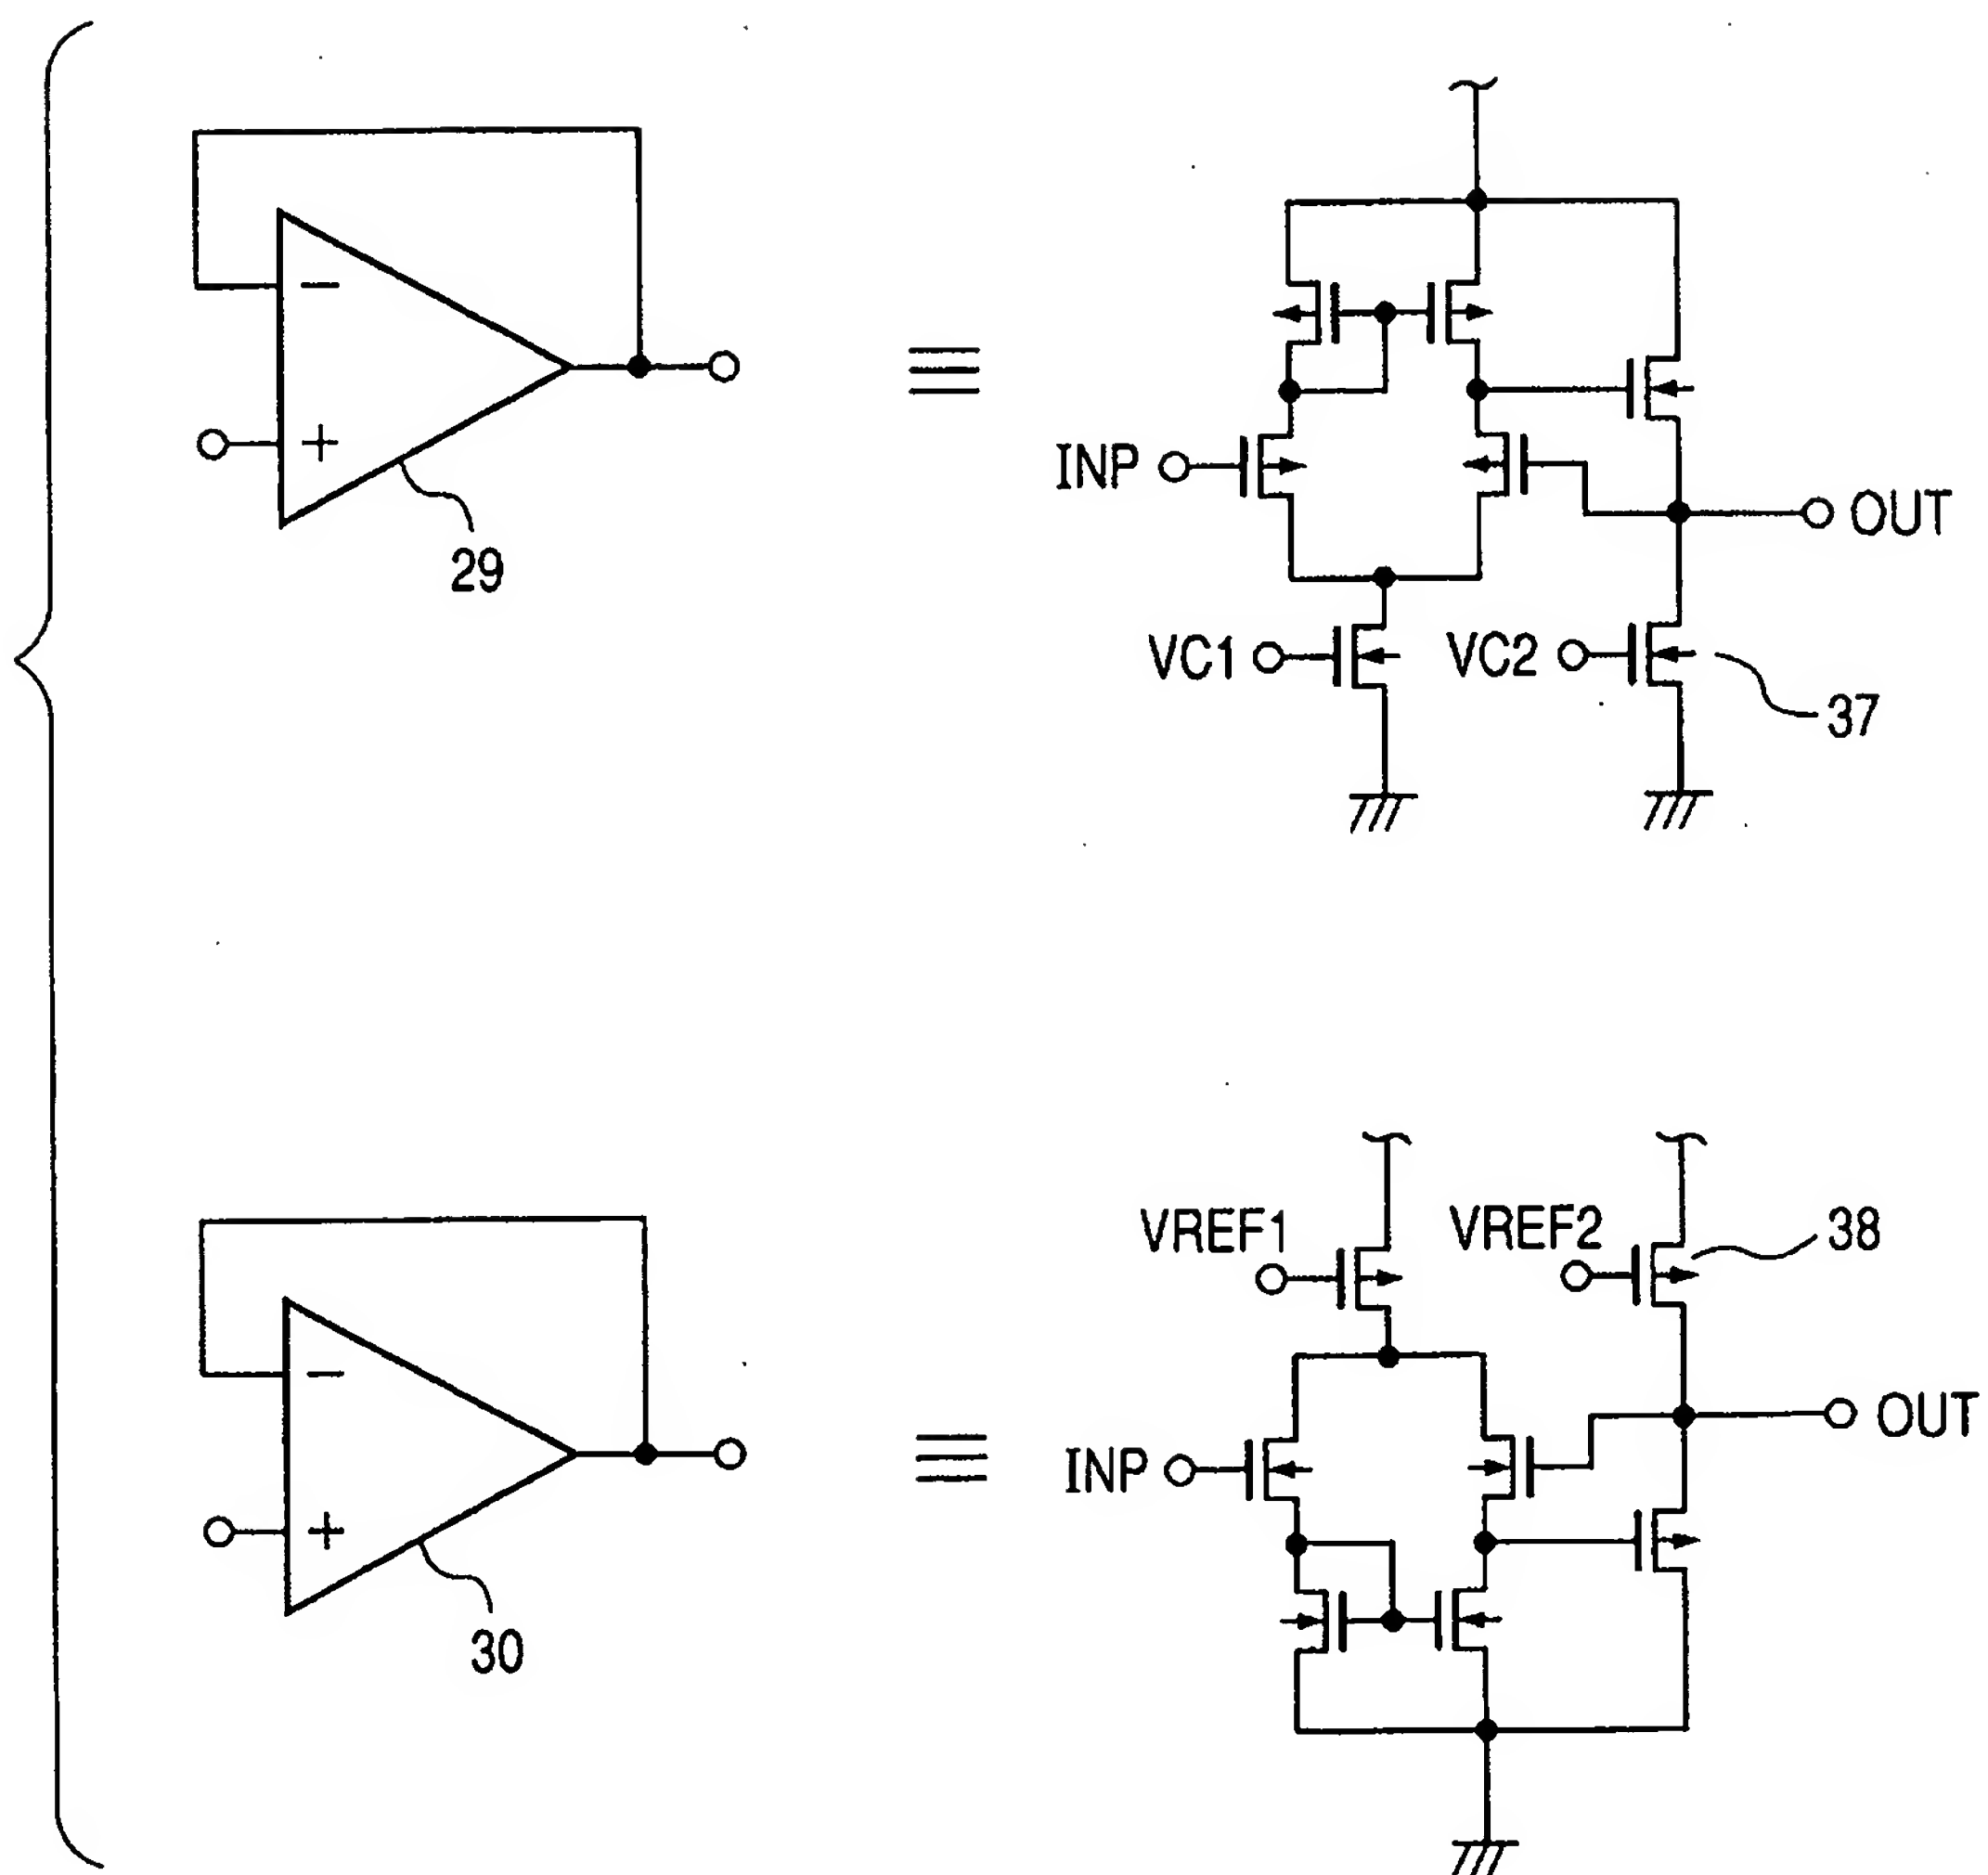 −
+
29
INP
OUT
VC1
VC2
37
VREF1
VREF2
38
−
+
30
INP
OUT